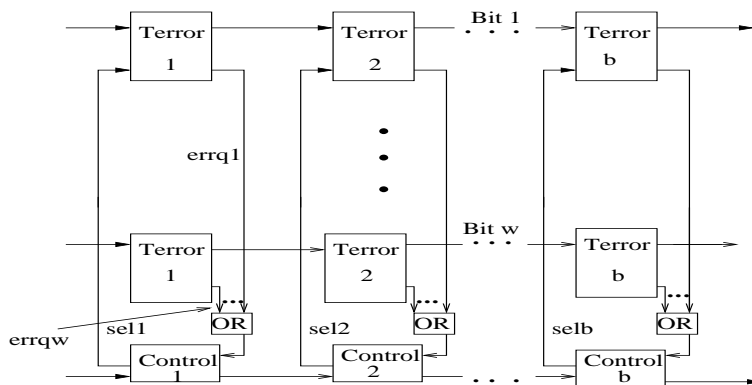 Bit 1
Terror 1
Terror 2
Terror b
errq1
Bit w
Terror 1
Terror 2
Terror b
errqw
sel1
OR
sel2
OR
selb
OR
Control 1
Control 2
Control b